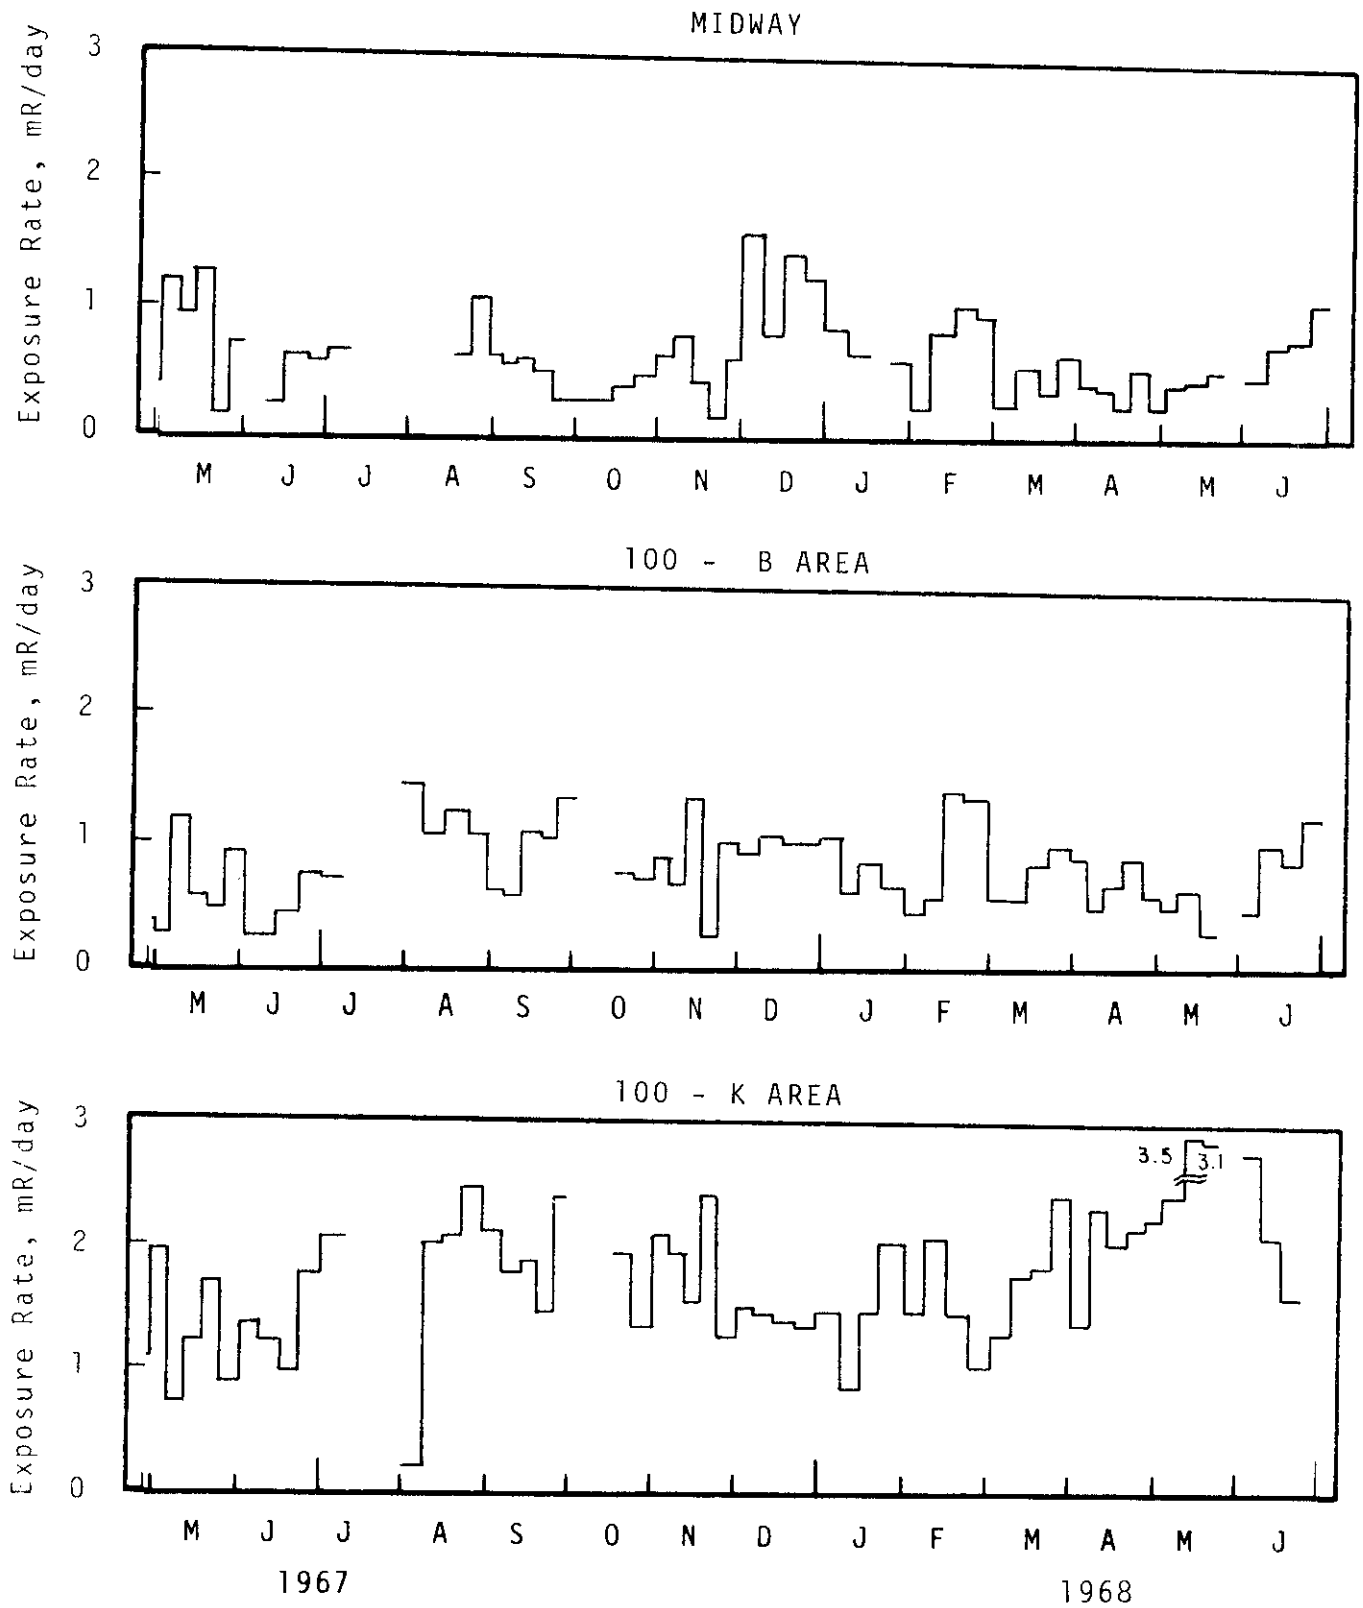 MIDWAY
Exposure Rate, mR/day
3
2
1
0
M J J A S O N D J F M A M J
100 - B AREA
Exposure Rate, mR/day
3
2
1
0
M J J A S O N D J F M A M J
100 - K AREA
Exposure Rate, mR/day
3
2
1
0
3.5 3.1
M J J A S O N D J F M A M J
1967 1968